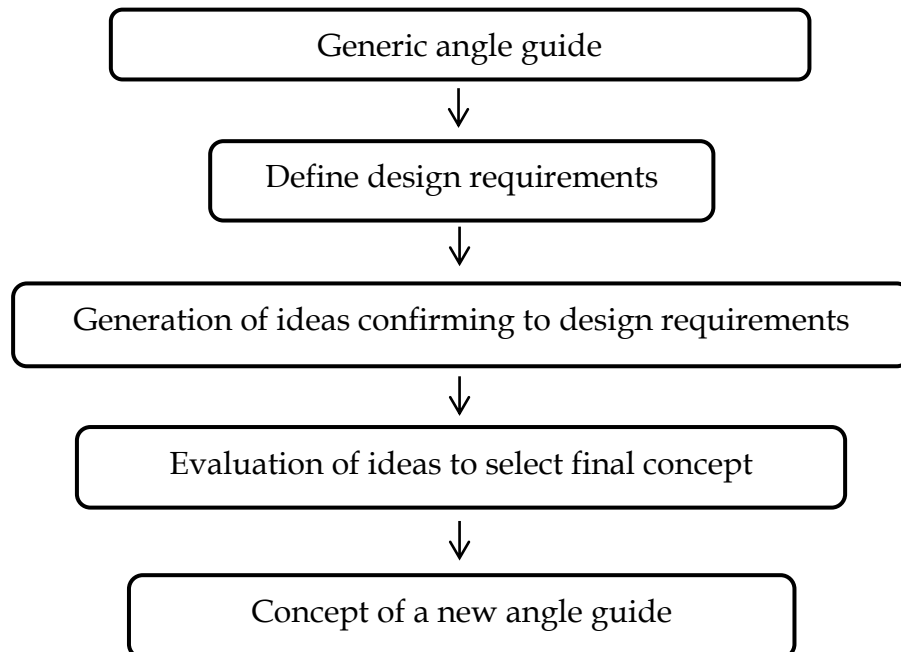 Generic angle guide
Define design requirements
Generation of ideas confirming to design requirements
Evaluation of ideas to select final concept
Concept of a new angle guide